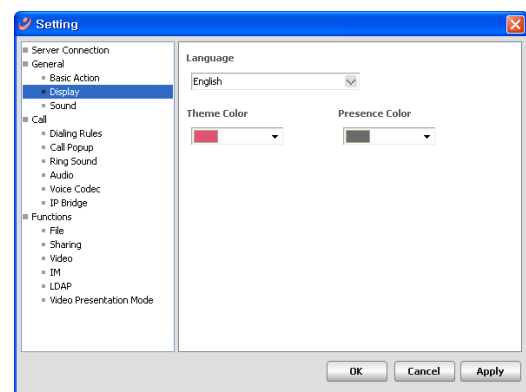 Setting
Server Connection
General
Basic Action
Display
Sound
Call
Dialing Rules
Call Popup
Ring Sound
Audio
Voice Codec
IP Bridge
Functions
File
Sharing
Video
IM
LDAP
Video Presentation Mode
Language
English
Theme Color
Presence Color
OK
Cancel
Apply